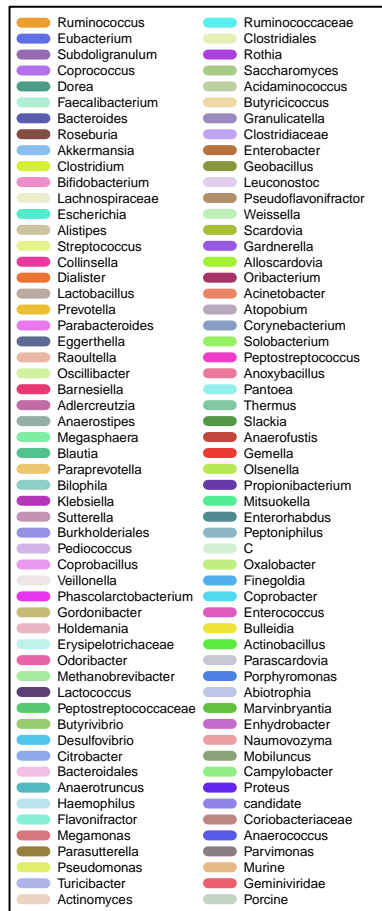 Ruminococcus
Eubacterium
Subdoligranulum
Coprococcus
Dorea
Faecalibacterium
Bacteroides
Roseburia
Akkermansia
Clostridium
Bifidobacterium
Lachnospiraceae
Escherichia
Alistipes
Streptococcus
Collinsella
Dialister
Lactobacillus
Prevotella
Parabacteroides
Eggerthella
Raoultella
Oscillibacter
Barnesiella
Adlercreutzia
Anaerostipes
Megasphaera
Blautia
Paraprevotella
Bilophila
Klebsiella
Sutterella
Burkholderiales
Pediococcus
Coprobacillus
Veillonella
Phascolarctobacterium
Gordonibacter
Holdemania
Erysipelotrichaceae
Odoribacter
Methanobrevibacter
Lactococcus
Peptostreptococcaceae
Butyrivibrio
Desulfovibrio
Citrobacter
Bacteroidales
Anaerotruncus
Haemophilus
Flavonifractor
Megamonas
Parasutterella
Pseudomonas
Turicibacter
Actinomyces
Ruminococcaceae
Clostridiales
Rothia
Saccharomyces
Acidaminococcus
Butyricicoccus
Granulicatella
Clostridiaceae
Enterobacter
Geobacillus
Leuconostoc
Pseudoflavonifractor
Weissella
Scardovia
Gardnerella
Alloscardovia
Oribacterium
Acinetobacter
Atopobium
Corynebacterium
Solobacterium
Peptostreptococcus
Anoxybacillus
Pantoea
Thermus
Slackia
Anaerofustis
Gemella
Olsenella
Propionibacterium
Mitsuokella
Enterorhabdus
Peptoniphilus
C
Oxalobacter
Finegoldia
Coprobacter
Enterococcus
Bulleidia
Actinobacillus
Parascardovia
Porphyromonas
Abiotrophia
Marvinbryantia
Enhydrobacter
Naumovozyma
Mobiluncus
Campylobacter
Proteus
candidate
Coriobacteriaceae
Anaerococcus
Parvimonas
Murine
Geminiviridae
Porcine